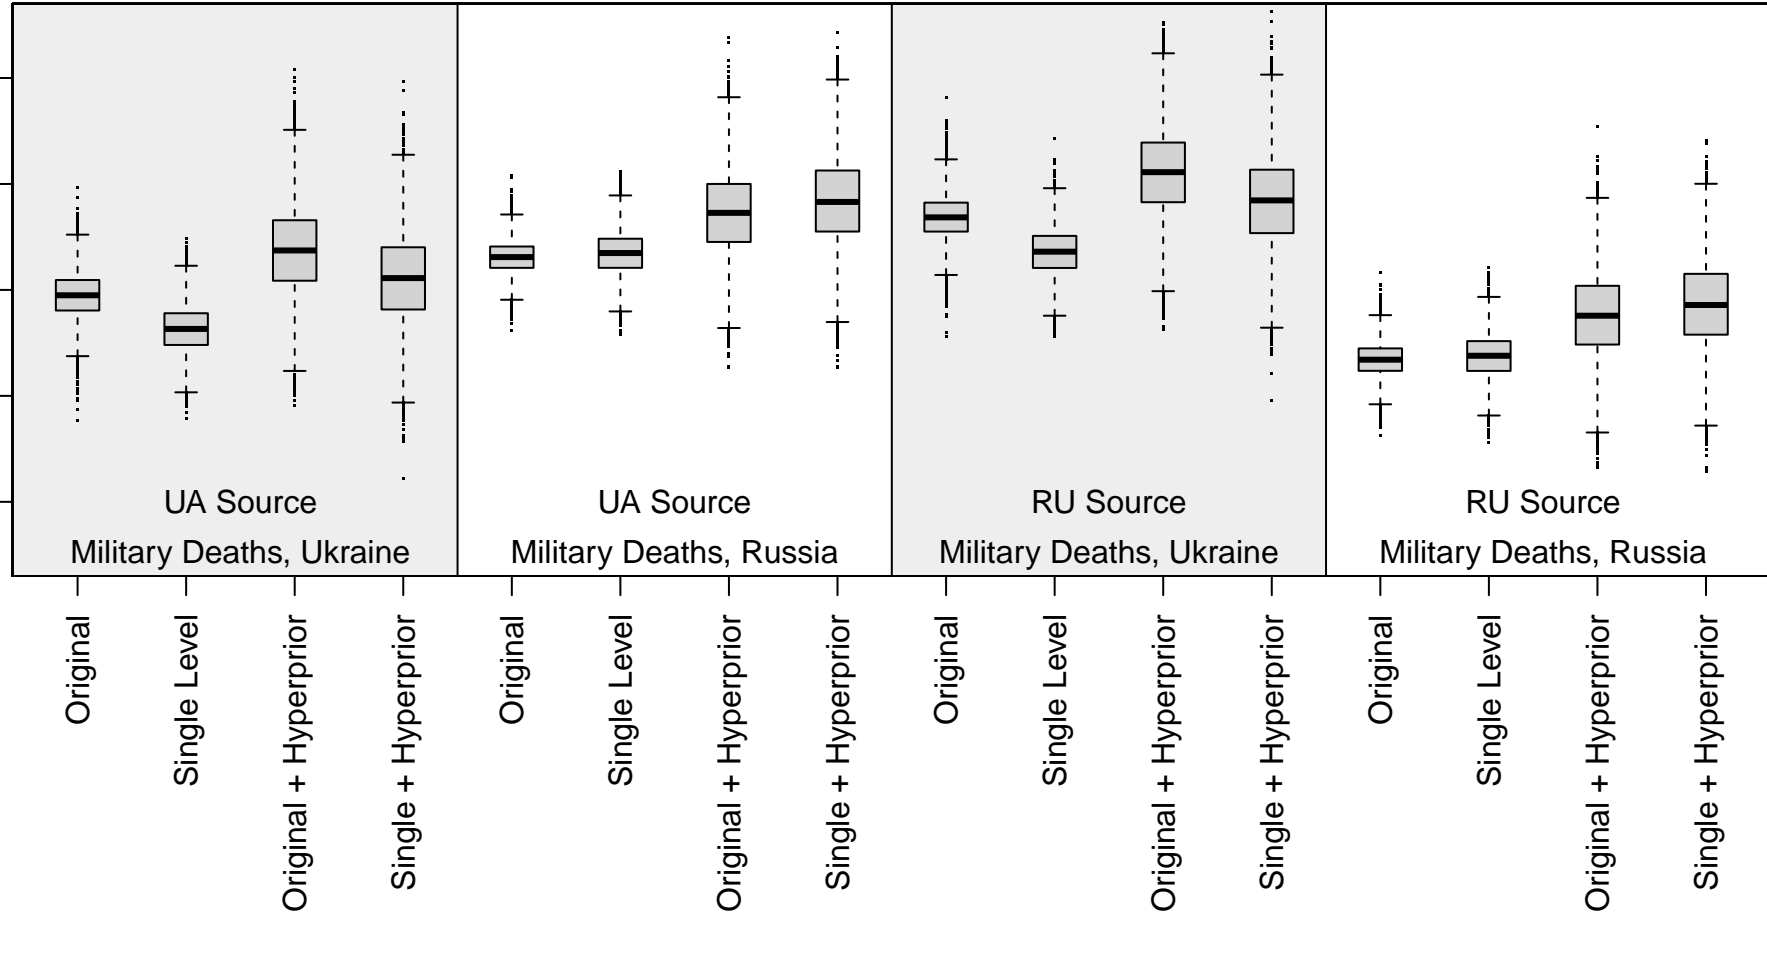 UA Source
Military Deaths, Ukraine
UA Source
Military Deaths, Russia
RU Source
Military Deaths, Ukraine
RU Source
Military Deaths, Russia
Original
Single Level
Original + Hyperprior
Single + Hyperprior
Original
Single Level
Original + Hyperprior
Single + Hyperprior
Original
Single Level
Original + Hyperprior
Single + Hyperprior
Original
Single Level
Original + Hyperprior
Single + Hyperprior